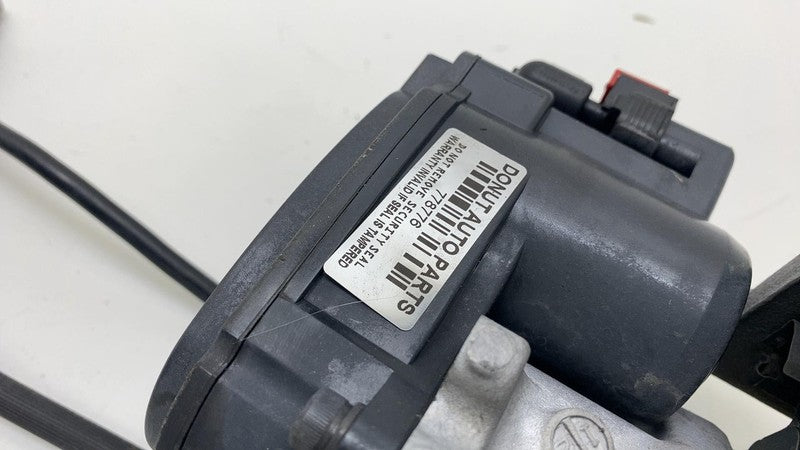 DONUT AUTO PARTS
778776
DO NOT REMOVE SECURITY SEAL
WARRANTY INVALID IF SEAL IS TAMPERED